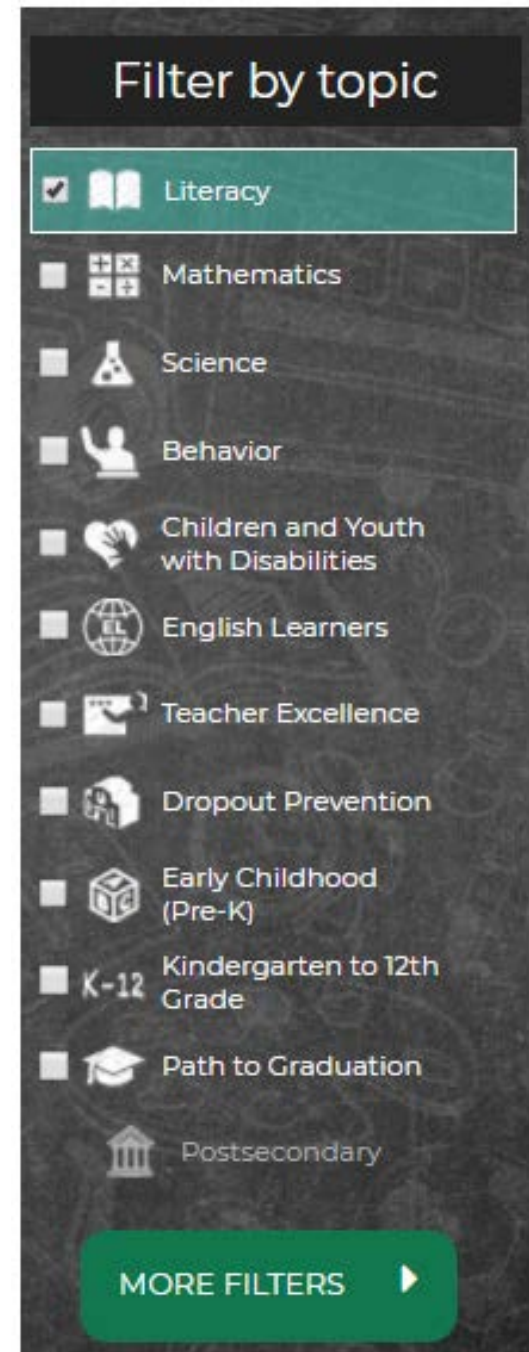 Filter by topic
Literacy
Mathematics
Science
Behavior
Children and Youth
with Disabilities
EL
English Learners
Teacher Excellence
Dropout Prevention
Early Childhood
(Pre-K)
K-12
Kindergarten to 12th
Grade
Path to Graduation
Postsecondary
MORE FILTERS